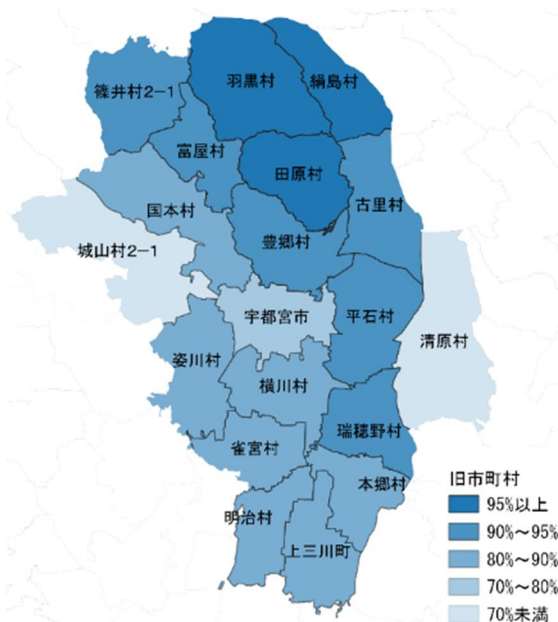 羽黒村
絹島村
篠井村2-1
富屋村
田原村
古里村
国本村
豊郷村
城山村2-1
宇都宮市
平石村
清原村
姿川村
横川村
瑞穂野村
雀宮村
本郷村
明治村
上三川町
旧市町村
95%以上
90%～95%
80%～90%
70%～80%
70%未満